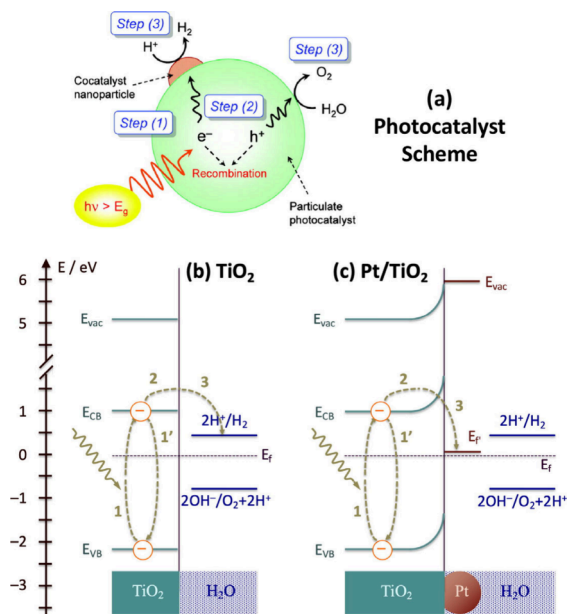 Step (3)
H₂
H⁺
Step (3)
O₂
Cocatalyst
nanoparticle
Step (2)
(a)
Photocatalyst
Scheme
Step (1)
e⁻
h⁺
H₂O
Recombination
hν > Eg
Particulate
photocatalyst
E / eV
(b) TiO₂
(c) Pt/TiO₂
6
5
1
0
−1
−2
−3
Evac
ECB
2
3
2H⁺/H₂
1'
Ef
1
2OH⁻/O₂+2H⁺
EVB
TiO₂
H₂O
Evac
Evac
ECB
2
3
2H⁺/H₂
1'
Ef'
Ef
1
2OH⁻/O₂+2H⁺
EVB
TiO₂
Pt
H₂O